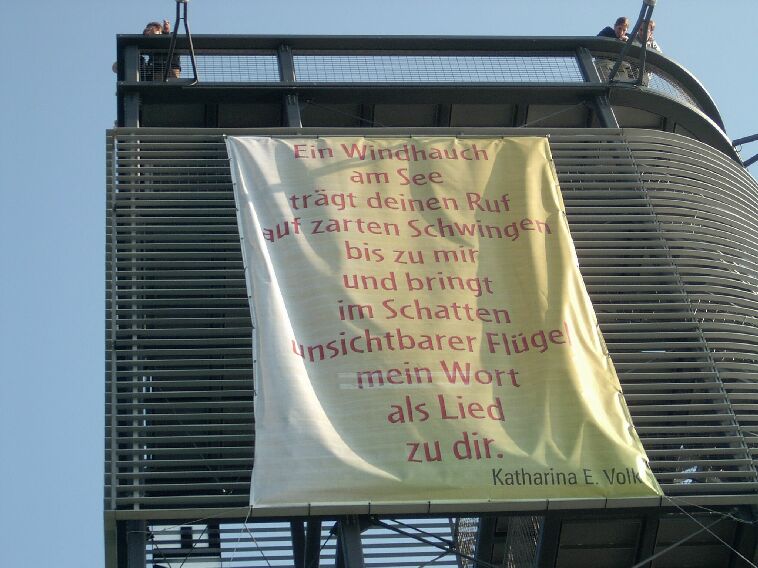 Ein Windhauch
am See
trägt deinen Ruf
auf zarten Schwingen
bis zu mir
und bringt
im Schatten
unsichtbarer Flügel
mein Wort
als Lied
zu dir.
Katharina E. Volk